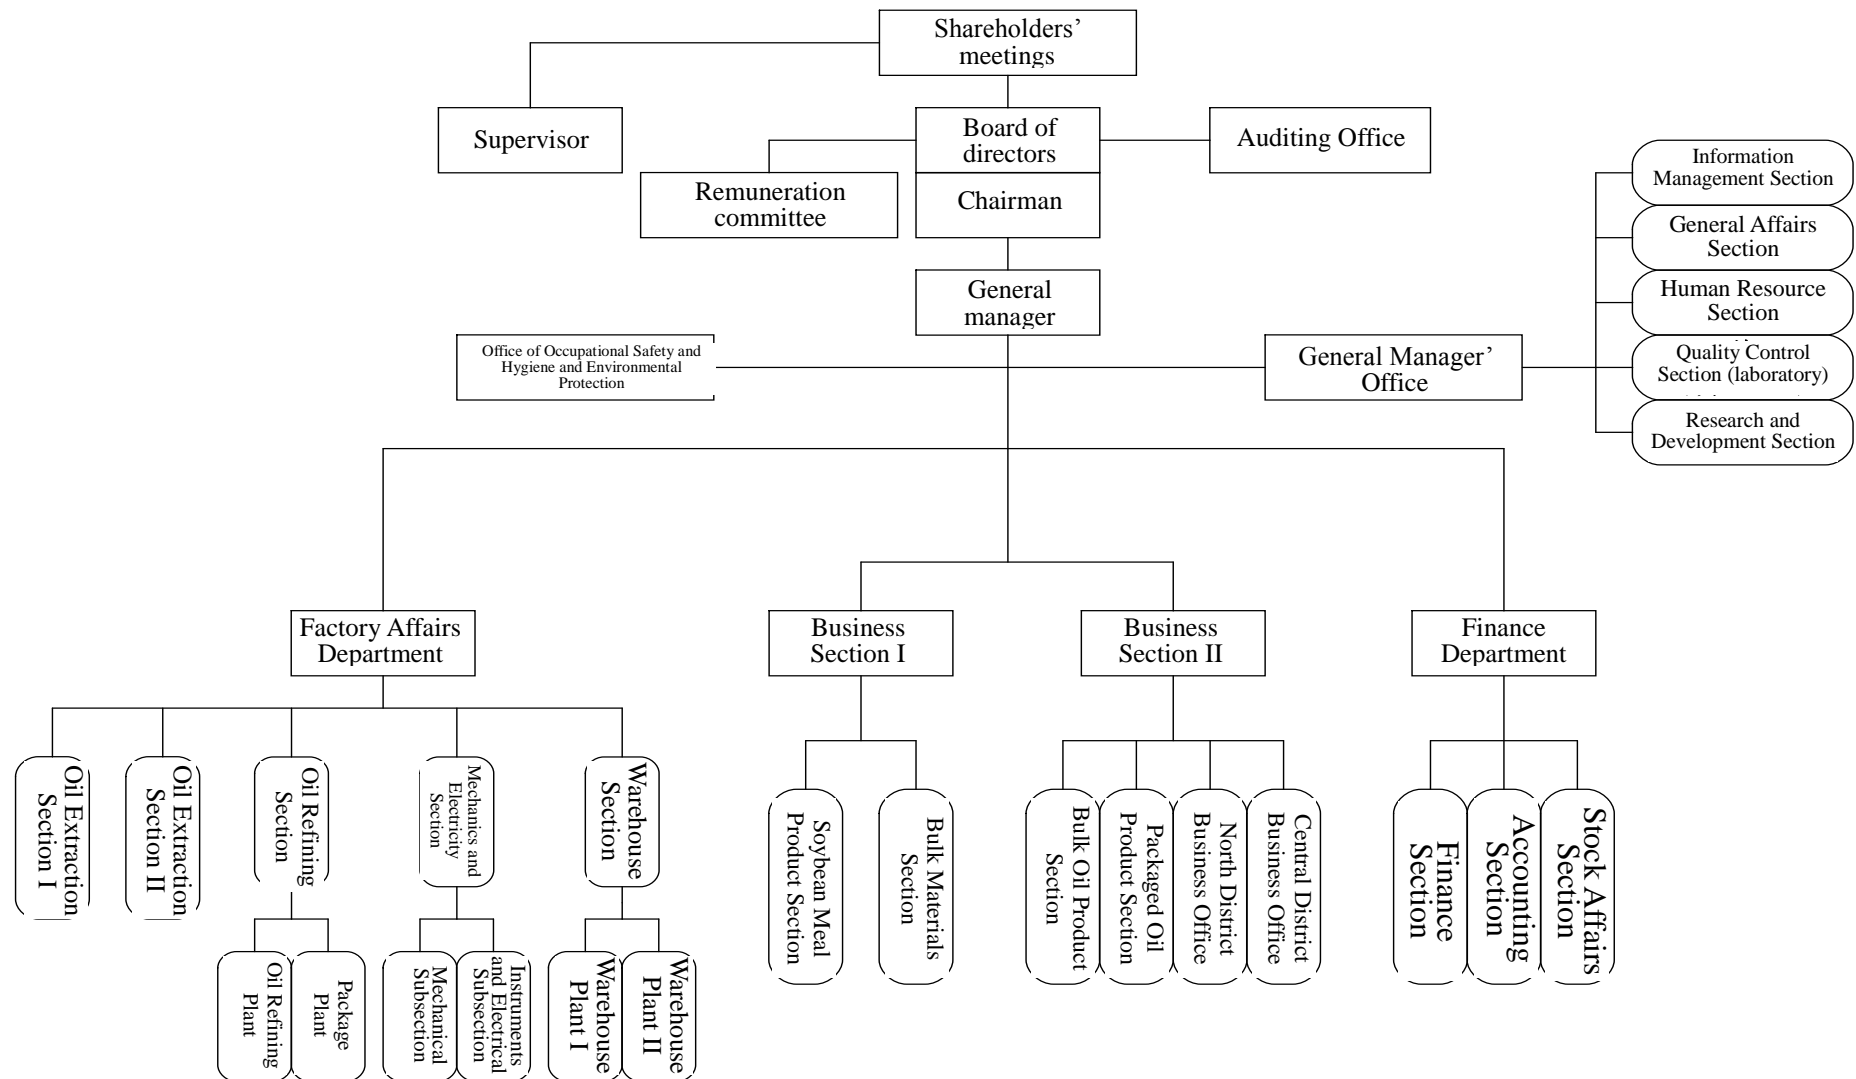 Shareholders’
meetings
Supervisor
Board of
directors
Auditing Office
Remuneration
committee
Chairman
General
manager
Office of Occupational Safety and
Hygiene and Environmental
Protection
General Manager’
Office
Information
Management Section
General Affairs
Section
Human Resource
Section
Quality Control
Section (laboratory)
Research and
Development Section
Factory Affairs
Department
Business
Section I
Business
Section II
Finance
Department
Oil Extraction
Section I
Oil Extraction
Section II
Oil Refining
Section
Mechanics and
Electricity
Section
Warehouse
Section
Oil Refining
Plant
Package
Plant
Mechanical
Subsection
Instruments
and Electrical
Subsection
Warehouse
Plant I
Warehouse
Plant II
Soybean Meal
Product Section
Bulk Materials
Section
Bulk Oil Product
Section
Packaged Oil
Product Section
North District
Business Office
Central District
Business Office
Finance
Section
Accounting
Section
Stock Affairs
Section